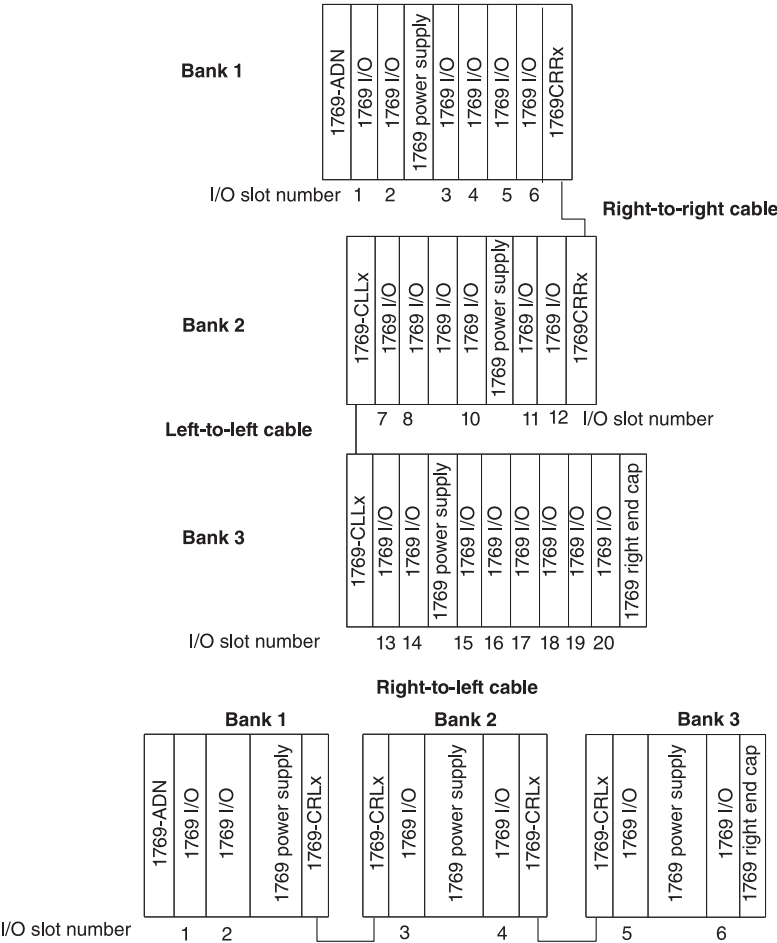 Bank 1
1769-ADN
1769 I/O
1769 I/O
1769 power supply
1769 I/O
1769 I/O
1769 I/O
1769 I/O
1769CRRx
I/O slot number 1 2 3 4 5 6
Right-to-right cable
Bank 2
1769-CLLx
1769 I/O
1769 I/O
1769 I/O
1769 I/O
1769 power supply
1769 I/O
1769 I/O
1769CRRx
7 8 10 11 12 I/O slot number
Left-to-left cable
Bank 3
1769-CLLx
1769 I/O
1769 I/O
1769 power supply
1769 I/O
1769 I/O
1769 I/O
1769 I/O
1769 I/O
1769 I/O
1769 right end cap
I/O slot number 13 14 15 16 17 18 19 20
Right-to-left cable
Bank 1 Bank 2 Bank 3
1769-ADN
1769 I/O
1769 I/O
1769 power supply
1769-CRLx
1769-CRLx
1769 I/O
1769 power supply
1769 I/O
1769-CRLx
1769-CRLx
1769 I/O
1769 power supply
1769 I/O
1769 right end cap
I/O slot number 1 2 3 4 5 6